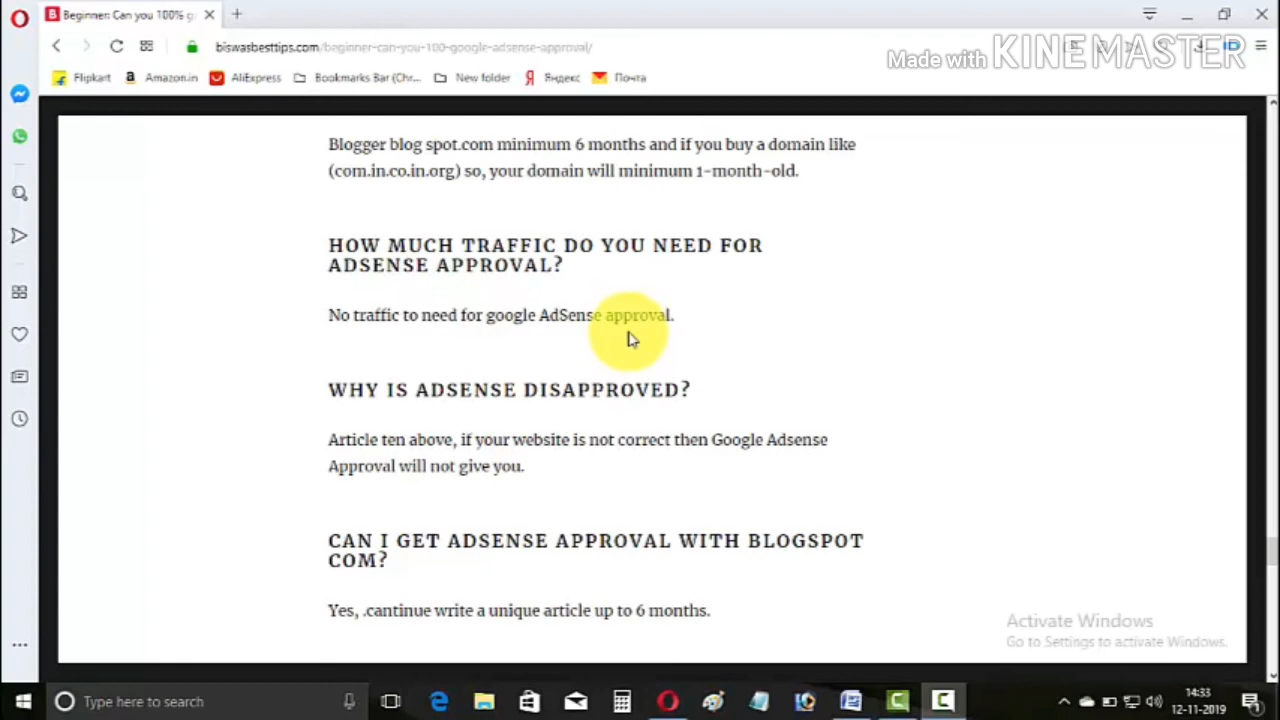 Beginner: Can you 100% g
biswasbesttips.com/beginner-can-you-100-google-adsense-approval/
Made with KINEMASTER
Flipkart
Amazon.in
AliExpress
Bookmarks Bar (Chr...
New folder
Яндекс
Почта
Blogger blog spot.com minimum 6 months and if you buy a domain like
(com.in.co.in.org) so, your domain will minimum 1-month-old.
HOW MUCH TRAFFIC DO YOU NEED FOR
ADSENSE APPROVAL?
No traffic to need for google AdSense approval.
WHY IS ADSENSE DISAPPROVED?
Article ten above, if your website is not correct then Google Adsense
Approval will not give you.
CAN I GET ADSENSE APPROVAL WITH BLOGSPOT
COM?
Yes, .cantinue write a unique article up to 6 months.
Activate Windows
Go to Settings to activate Windows.
Type here to search
14:33
12-11-2019